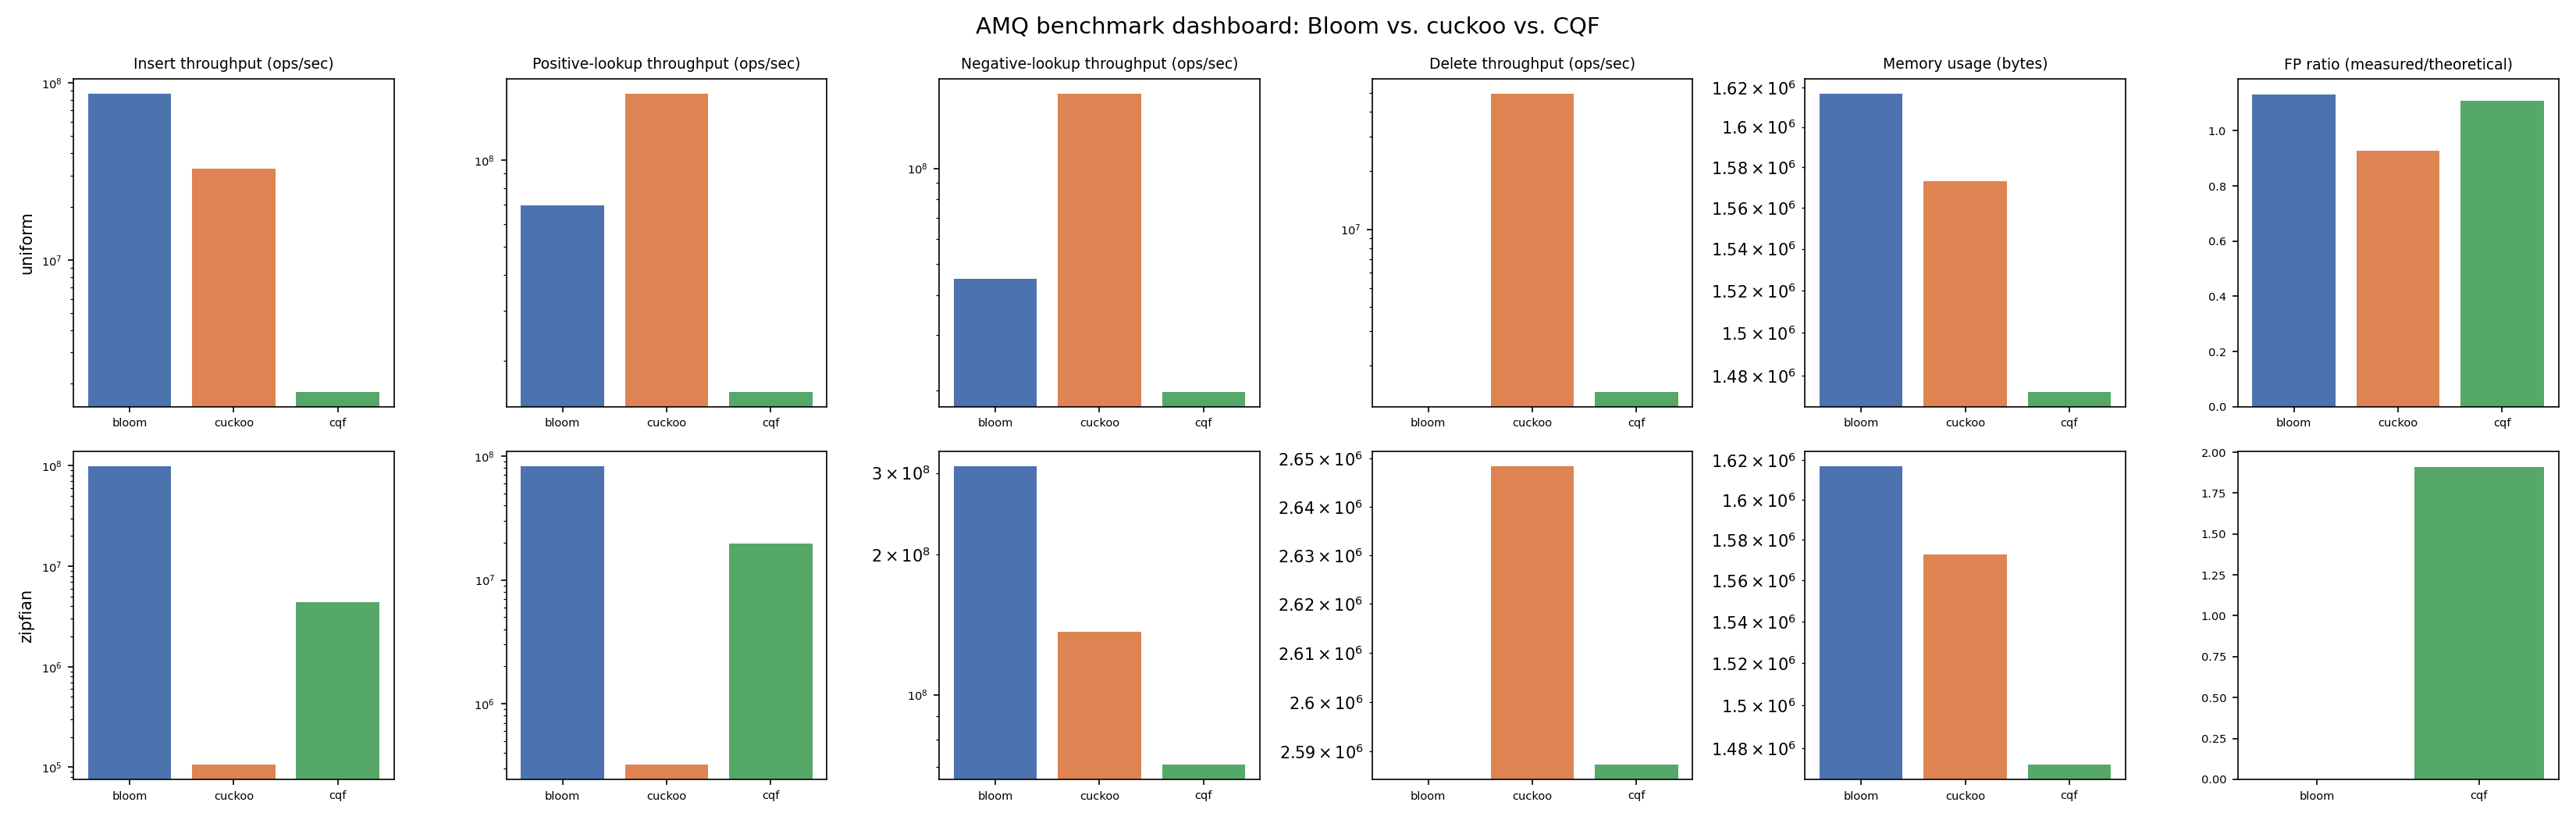 AMQ benchmark dashboard: Bloom vs. cuckoo vs. CQF
Insert throughput (ops/sec)
10⁸
10⁷
uniform
bloom cuckoo cqf
Positive-lookup throughput (ops/sec)
10⁸
bloom cuckoo cqf
Negative-lookup throughput (ops/sec)
10⁸
bloom cuckoo cqf
Delete throughput (ops/sec)
10⁷
bloom cuckoo cqf
Memory usage (bytes)
1.62 × 10⁶
1.6 × 10⁶
1.58 × 10⁶
1.56 × 10⁶
1.54 × 10⁶
1.52 × 10⁶
1.5 × 10⁶
1.48 × 10⁶
bloom cuckoo cqf
FP ratio (measured/theoretical)
1.0
0.8
0.6
0.4
0.2
0.0
bloom cuckoo cqf
10⁸
10⁷
10⁶
10⁵
zipfian
bloom cuckoo cqf
10⁸
10⁷
10⁶
bloom cuckoo cqf
3 × 10⁸
2 × 10⁸
10⁸
bloom cuckoo cqf
2.65 × 10⁶
2.64 × 10⁶
2.63 × 10⁶
2.62 × 10⁶
2.61 × 10⁶
2.6 × 10⁶
2.59 × 10⁶
bloom cuckoo cqf
1.62 × 10⁶
1.6 × 10⁶
1.58 × 10⁶
1.56 × 10⁶
1.54 × 10⁶
1.52 × 10⁶
1.5 × 10⁶
1.48 × 10⁶
bloom cuckoo cqf
2.00
1.75
1.50
1.25
1.00
0.75
0.50
0.25
0.00
bloom cqf